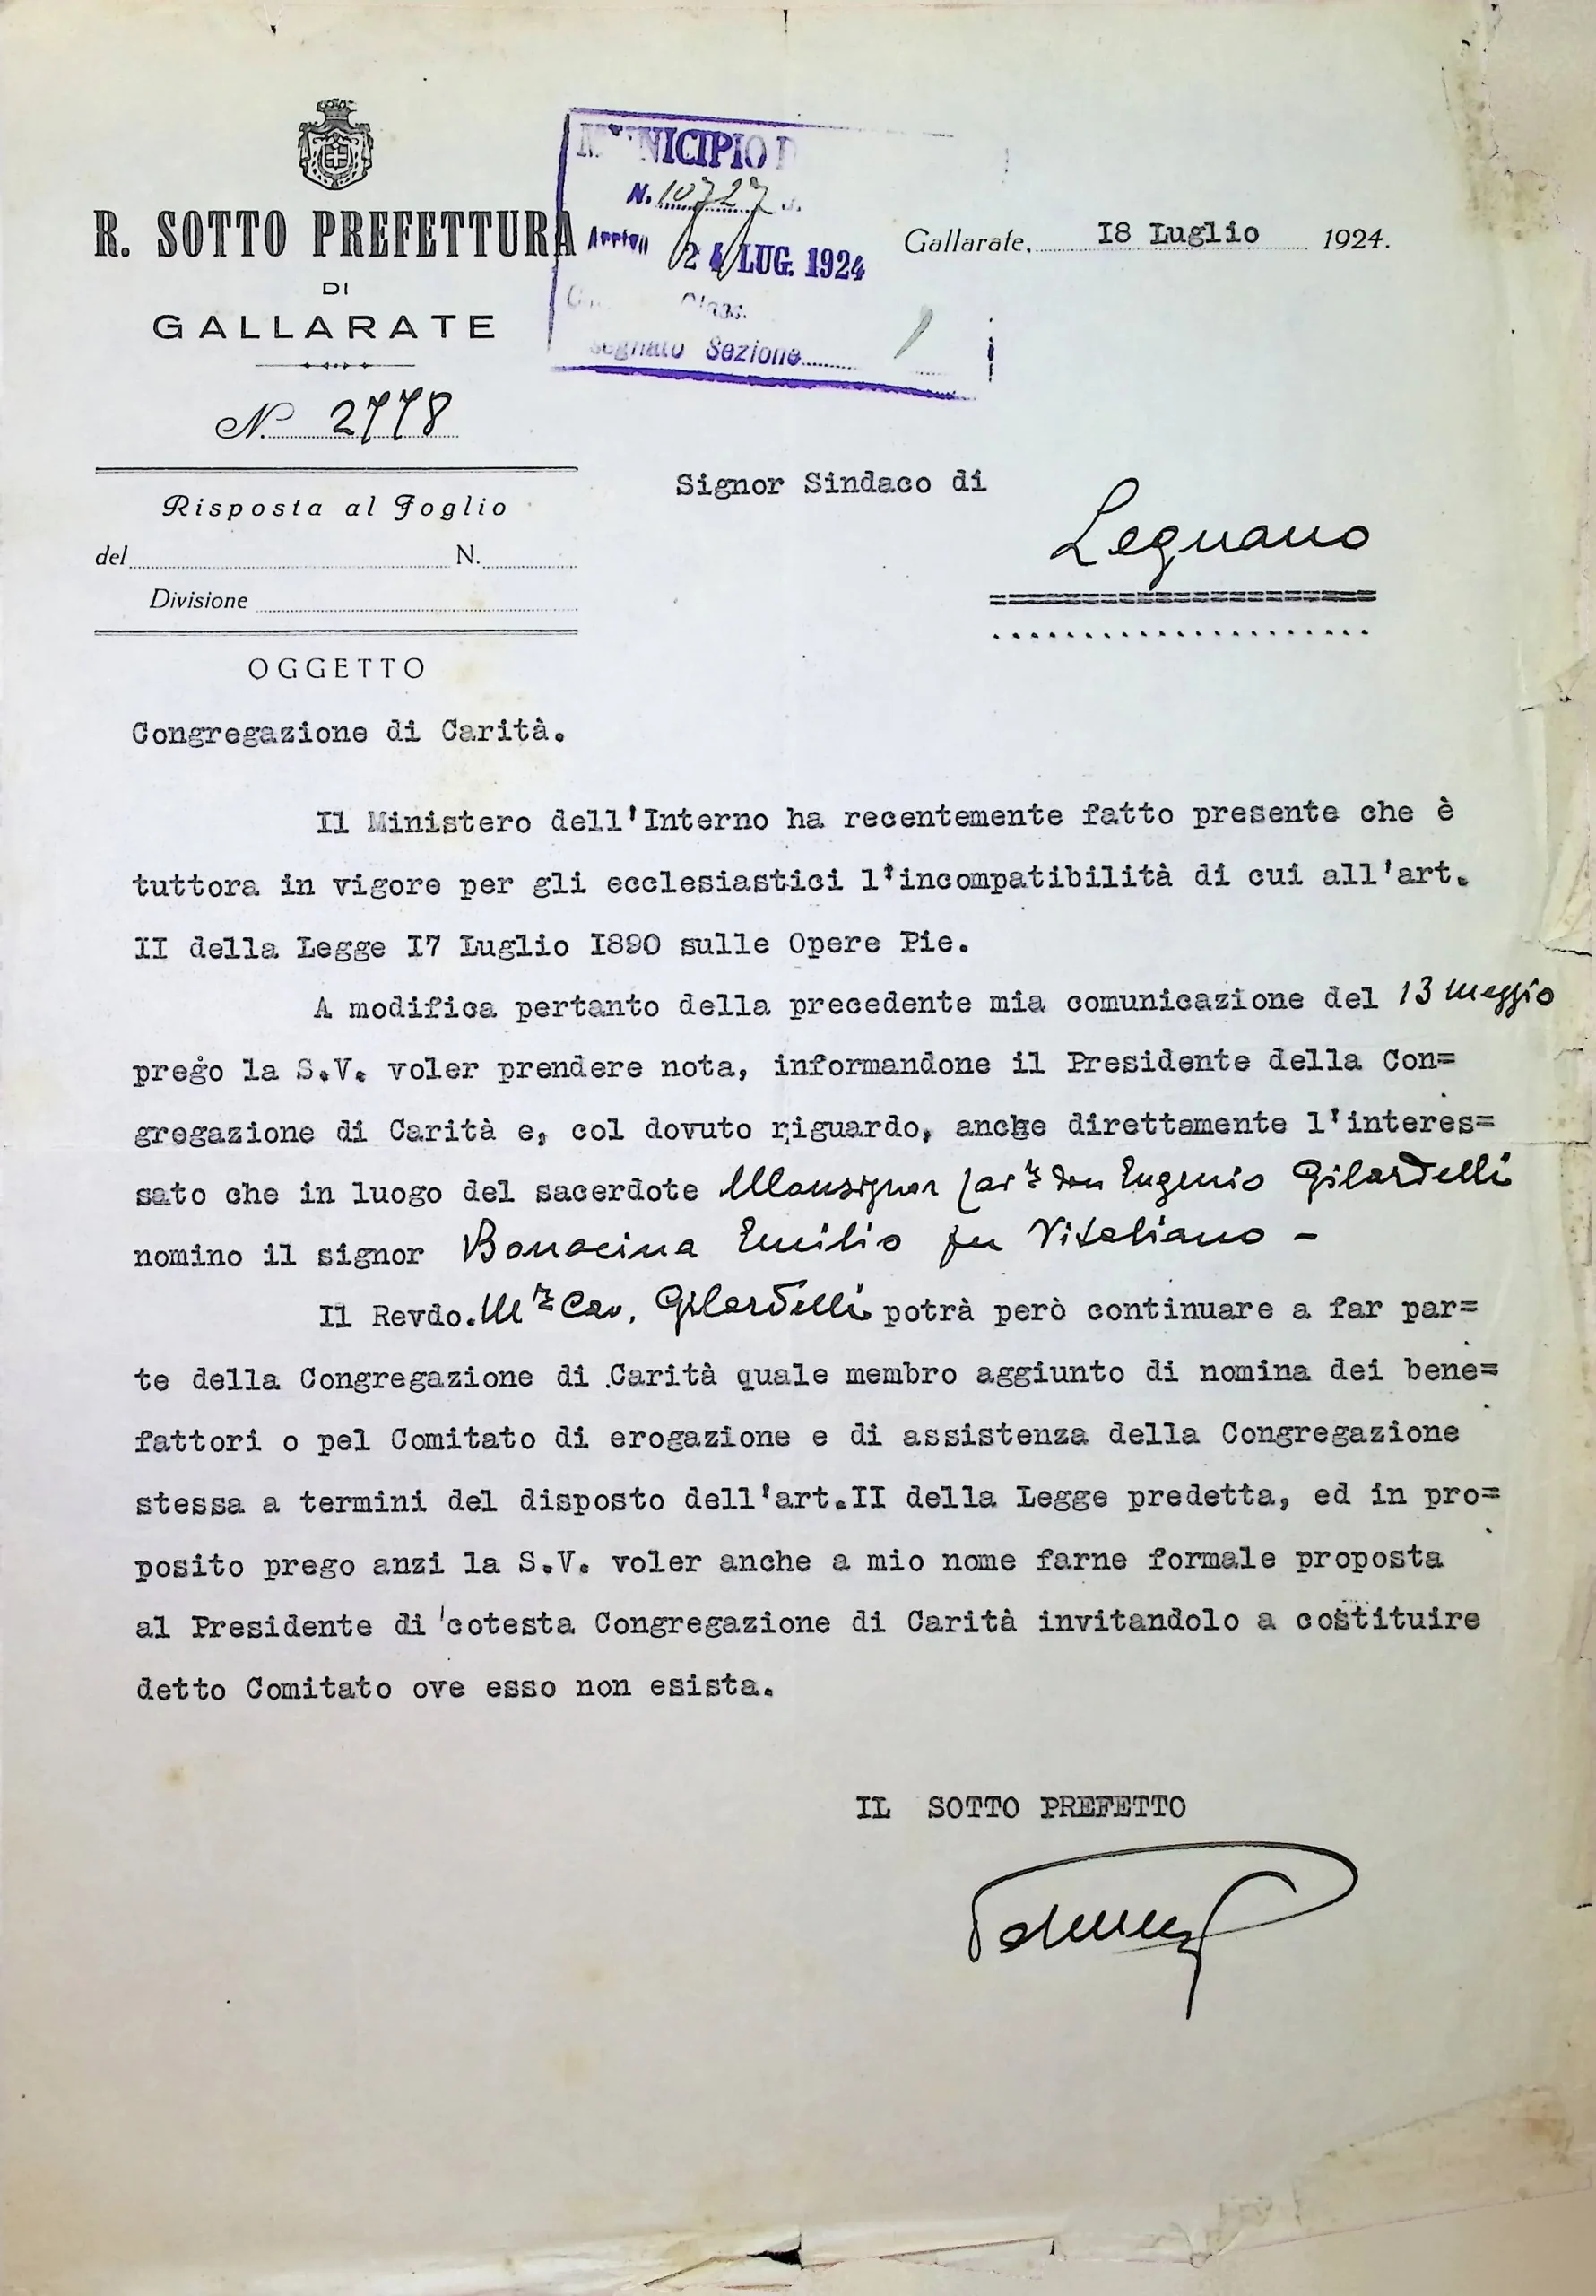 R. SOTTO PREFETTURA
DI
GALLARATE
N. 2778
MUNICIPIO D
N. 10727
Arrivo 24 LUG. 1924
Clas.
segnato Sezione
Gallarate, 18 Luglio 1924.
Risposta al Foglio
del N.
Divisione
OGGETTO
Signor Sindaco di
Legnano
Congregazione di Carità.
Il Ministero dell'Interno ha recentemente fatto presente che è
tuttora in vigore per gli ecclesiastici l'incompatibilità di cui all'art.
II della Legge I7 Luglio I890 sulle Opere Pie.
A modifica pertanto della precedente mia comunicazione del 13 maggio
prego la S.V. voler prendere nota, informandone il Presidente della Con=
gregazione di Carità e, col dovuto riguardo, anche direttamente l'interes=
sato che in luogo del sacerdote Monsignor don Eugenio Gilardelli
nomino il signor Bonacina Emilio fu Vitaliano -
Il Revdo. Mr Cav. Gilardelli potrà però continuare a far par=
te della Congregazione di Carità quale membro aggiunto di nomina dei bene=
fattori o pel Comitato di erogazione e di assistenza della Congregazione
stessa a termini del disposto dell'art.II della Legge predetta, ed in pro=
posito prego anzi la S.V. voler anche a mio nome farne formale proposta
al Presidente di cotesta Congregazione di Carità invitandolo a costituire
detto Comitato ove esso non esista.
IL SOTTO PREFETTO